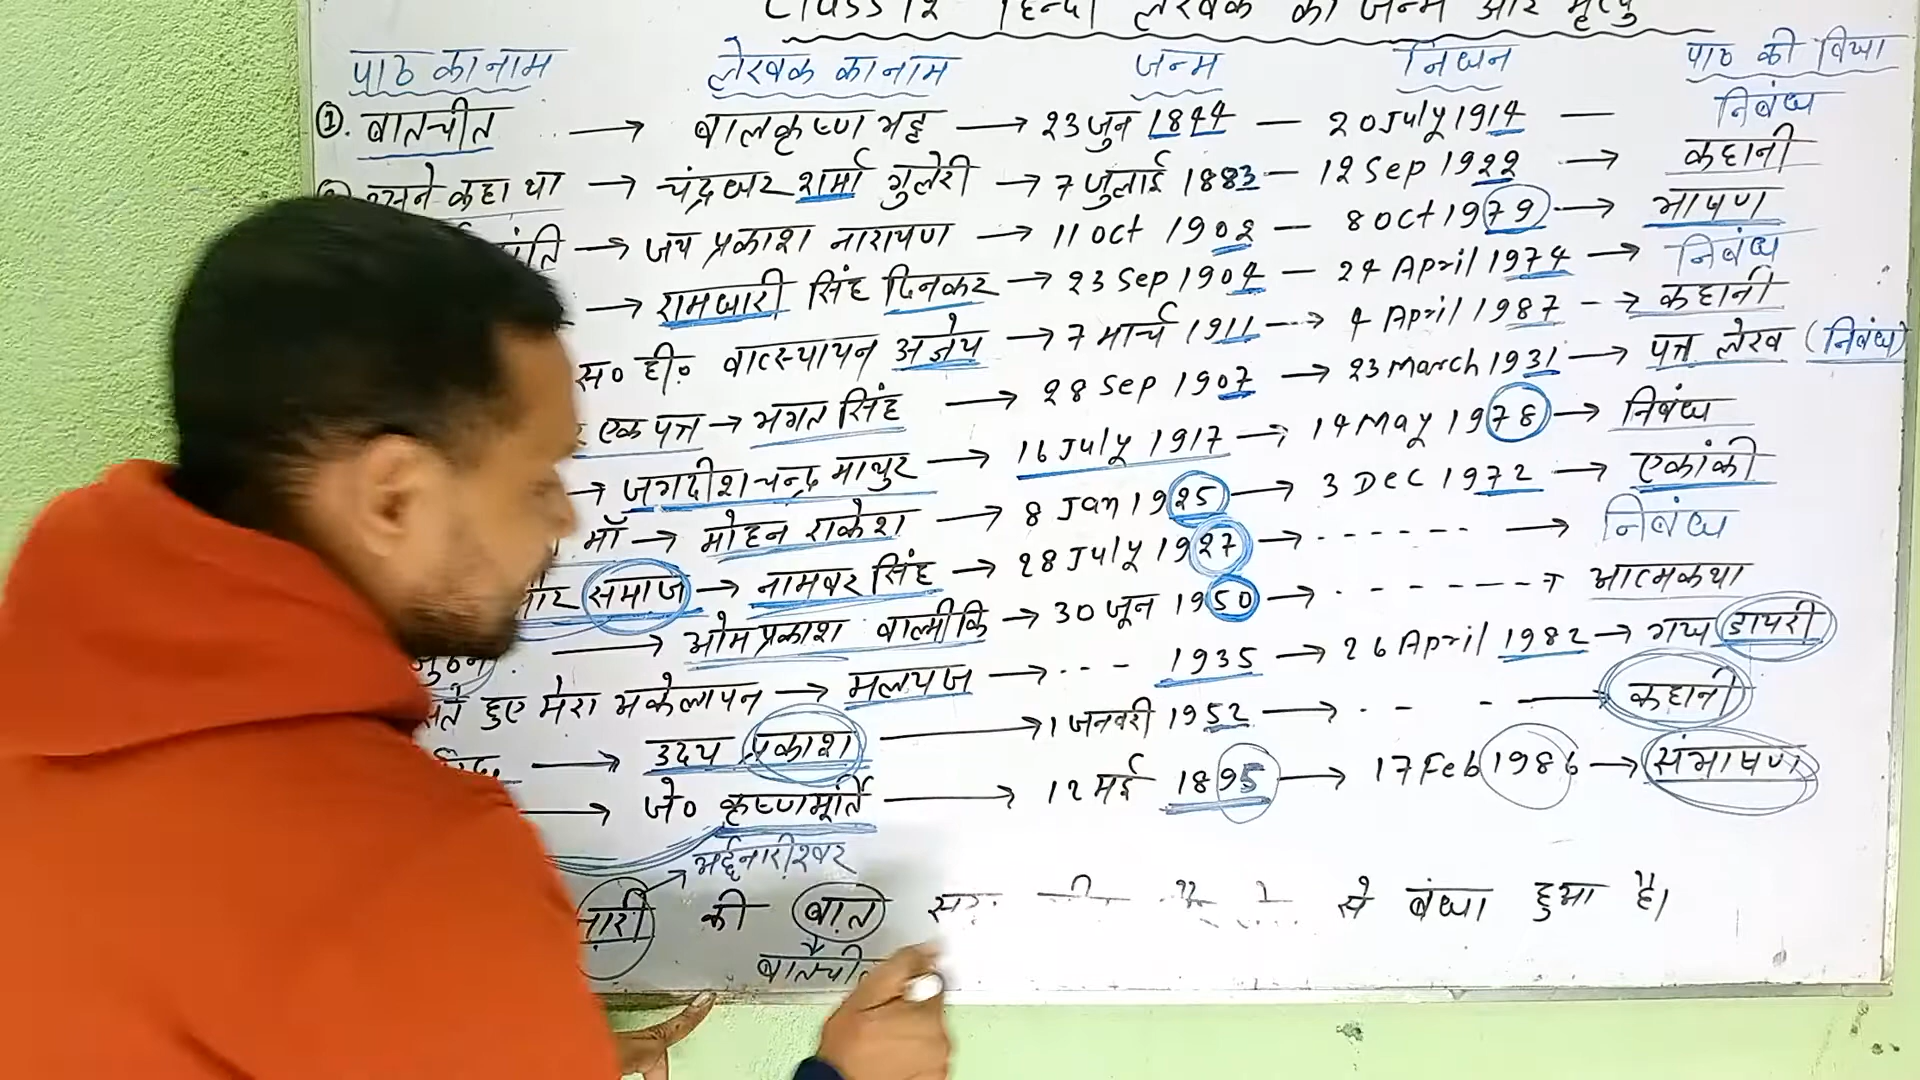 Class 12 हिन्दी लेखक का जन्म और मृत्यु
पाठ का नाम लेखक का नाम जन्म निधन पाठ की विधा
①. बातचीत → बालकृष्ण भट्ट → 23 जुन 1844 — 20 July 1914 — निबंध
उसने कहा था → चंद्रधर शर्मा गुलेरी → 7 जुलाई 1883 — 12 Sep 1922 → कहानी
→ जय प्रकाश नारायण → 11 Oct 1902 — 8 Oct 1979 → भाषण
→ रामधारी सिंह दिनकर → 23 Sep 1904 — 24 April 1974 → निबंध
स० ही० वात्स्यायन अज्ञेय → 7 मार्च 1911 → 4 April 1987 → कहानी
एक पत्र → भगत सिंह → 28 Sep 1907 → 23 March 1931 → पत्र लेख (निबंध)
→ जगदीशचन्द्र माथुर → 16 July 1917 → 14 May 1978 → निबंध
माँ → मोहन राकेश → 8 Jan 1925 → 3 Dec 1972 → एकांकी
और समाज → नामवर सिंह → 28 July 1927 → - - - - - - → निबंध
जुठन → ओमप्रकाश वाल्मीकि → 30 जून 1950 → - - - - - → आत्मकथा
हुए मेरा अकेलापन → मलयज → - - - 1935 → 26 April 1982 → गद्य डायरी
→ उदय प्रकाश → 1 जनवरी 1952 → - - - → कहानी
→ जे० कृष्णमूर्ति → 12 मई 1895 → 17 Feb 1986 → संभाषण
अर्द्धनारीश्वर
नारी की बात से बंधा हुआ है।
बातची